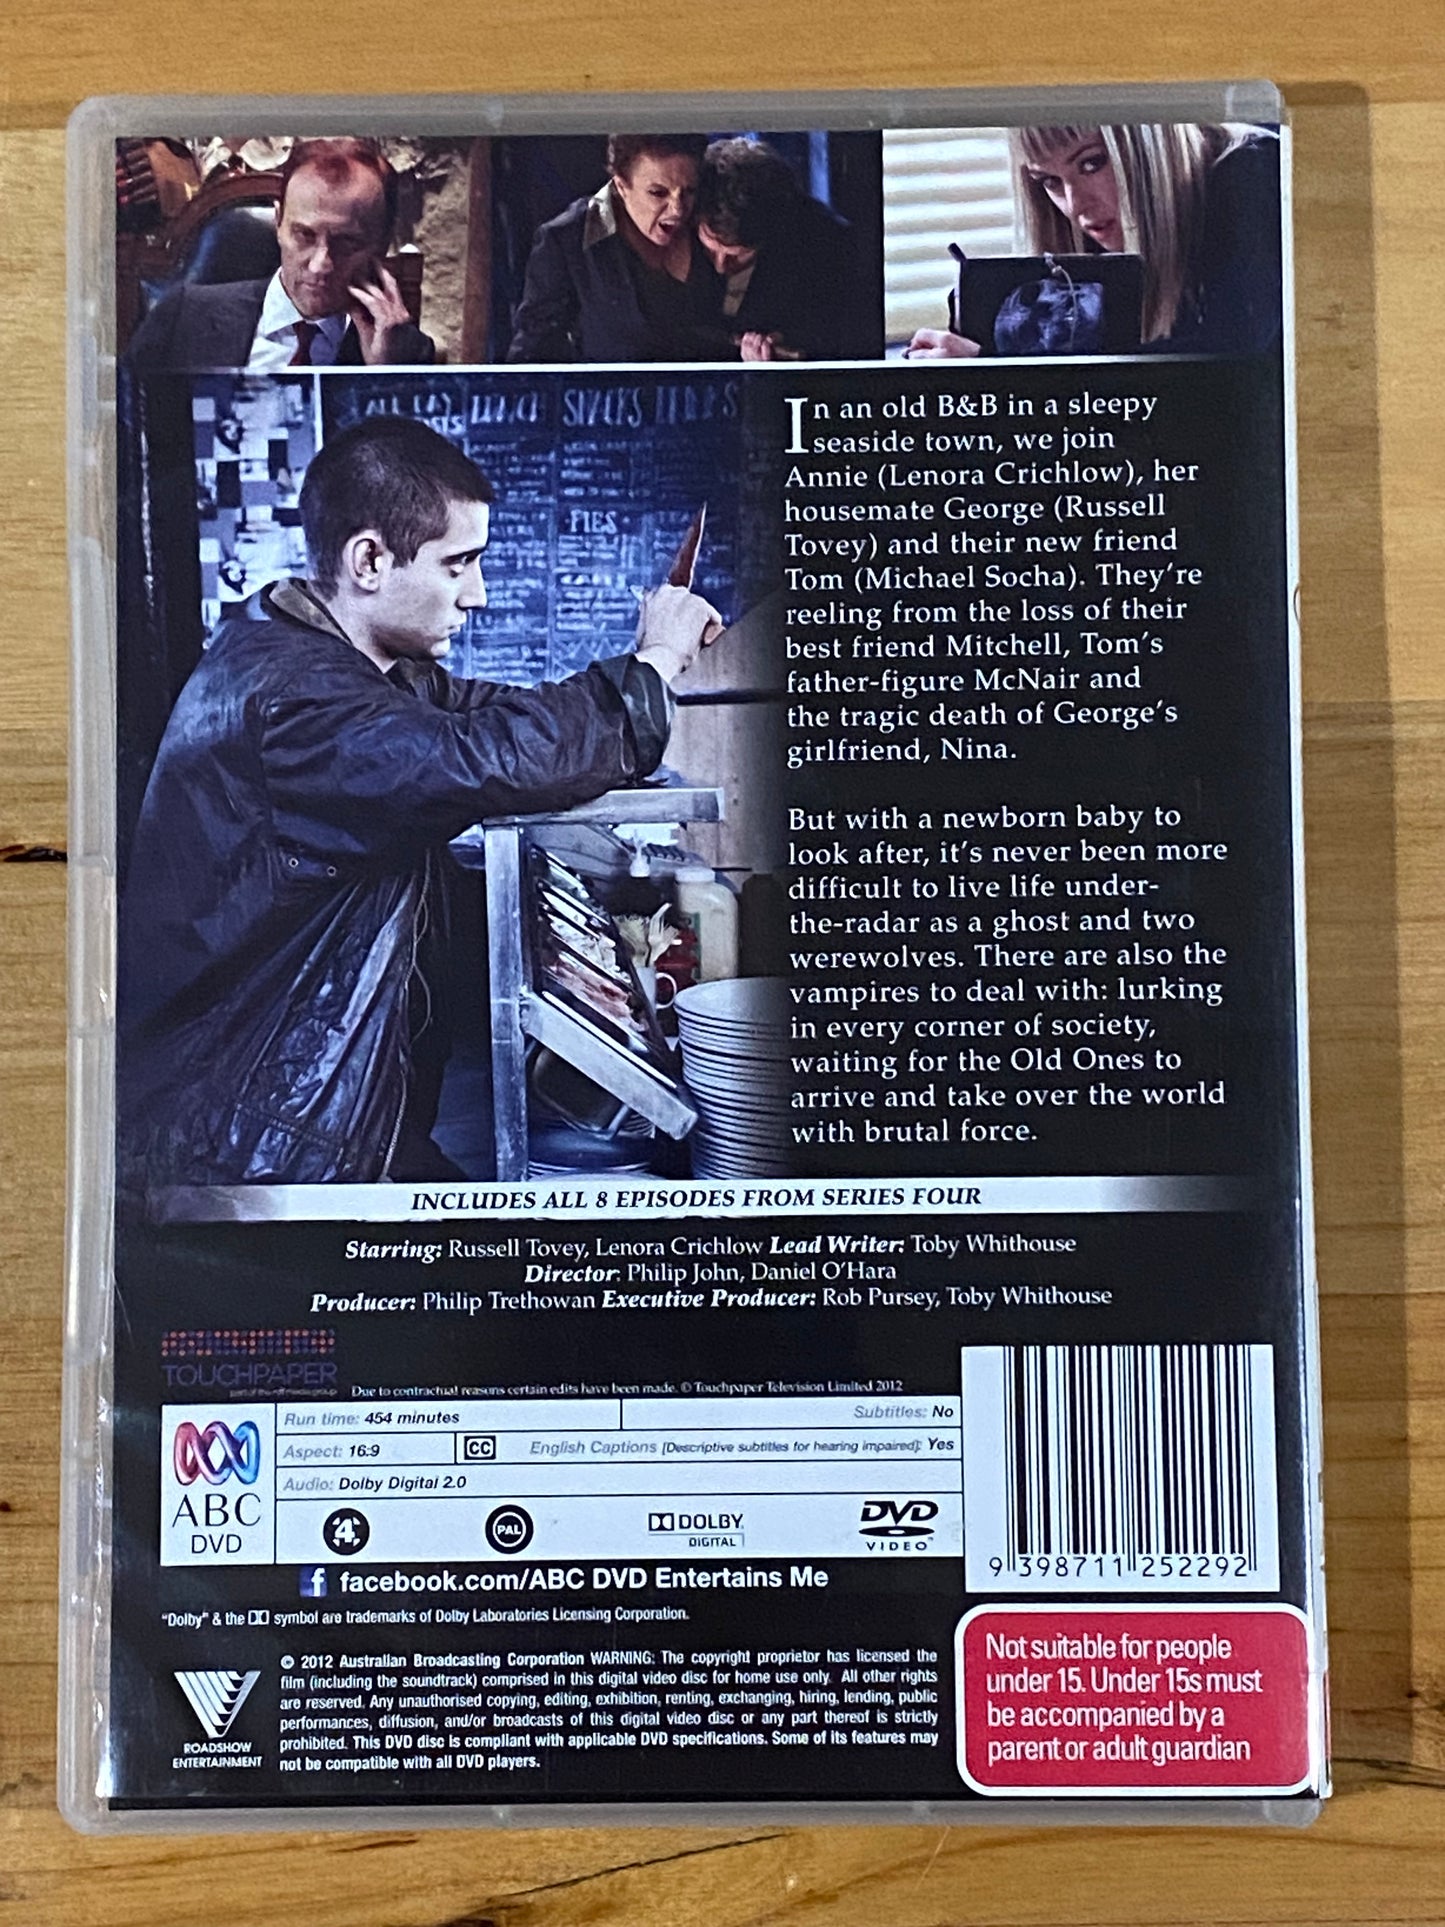 ALL DAY
SNACKS
PIES
In an old B&B in a sleepy
seaside town, we join
Annie (Lenora Crichlow), her
housemate George (Russell
Tovey) and their new friend
Tom (Michael Socha). They're
reeling from the loss of their
best friend Mitchell, Tom's
father-figure McNair and
the tragic death of George's
girlfriend, Nina.
But with a newborn baby to
look after, it's never been more
difficult to live life under-
the-radar as a ghost and two
werewolves. There are also the
vampires to deal with: lurking
in every corner of society,
waiting for the Old Ones to
arrive and take over the world
with brutal force.
INCLUDES ALL 8 EPISODES FROM SERIES FOUR
Starring: Russell Tovey, Lenora Crichlow Lead Writer: Toby Whithouse
Director: Philip John, Daniel O'Hara
Producer: Philip Trethowan Executive Producer: Rob Pursey, Toby Whithouse
TOUCHPAPER
Due to contractual reasons certain edits have been made. © Touchpaper Television Limited 2012
Run time: 454 minutes
Subtitles: No
Aspect: 16:9
CC
English Captions [Descriptive subtitles for hearing impaired]: Yes
Audio: Dolby Digital 2.0
ABC
DVD
4
PAL
DOLBY
DIGITAL
DVD
VIDEO
9 398711 252292
f facebook.com/ABC DVD Entertains Me
"Dolby" & the symbol are trademarks of Dolby Laboratories Licensing Corporation.
© 2012 Australian Broadcasting Corporation WARNING: The copyright proprietor has licensed the
film (including the soundtrack) comprised in this digital video disc for home use only. All other rights
are reserved. Any unauthorised copying, editing, exhibition, renting, exchanging, hiring, lending, public
performances, diffusion, and/or broadcasts of this digital video disc or any part thereof is strictly
prohibited. This DVD disc is compliant with applicable DVD specifications. Some of its features may
not be compatible with all DVD players.
ROADSHOW
ENTERTAINMENT
Not suitable for people
under 15. Under 15s must
be accompanied by a
parent or adult guardian